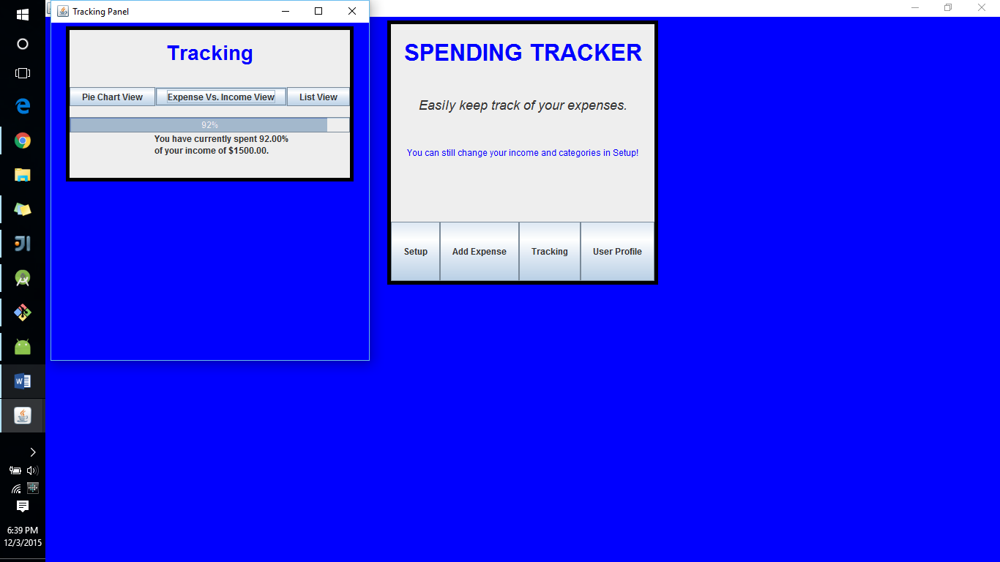 Tracking Panel
Tracking
Pie Chart View
Expense Vs. Income View
List View
92%
You have currently spent 92.00%
of your income of $1500.00.
SPENDING TRACKER
Easily keep track of your expenses.
You can still change your income and categories in Setup!
Setup
Add Expense
Tracking
User Profile
6:39 PM
12/3/2015